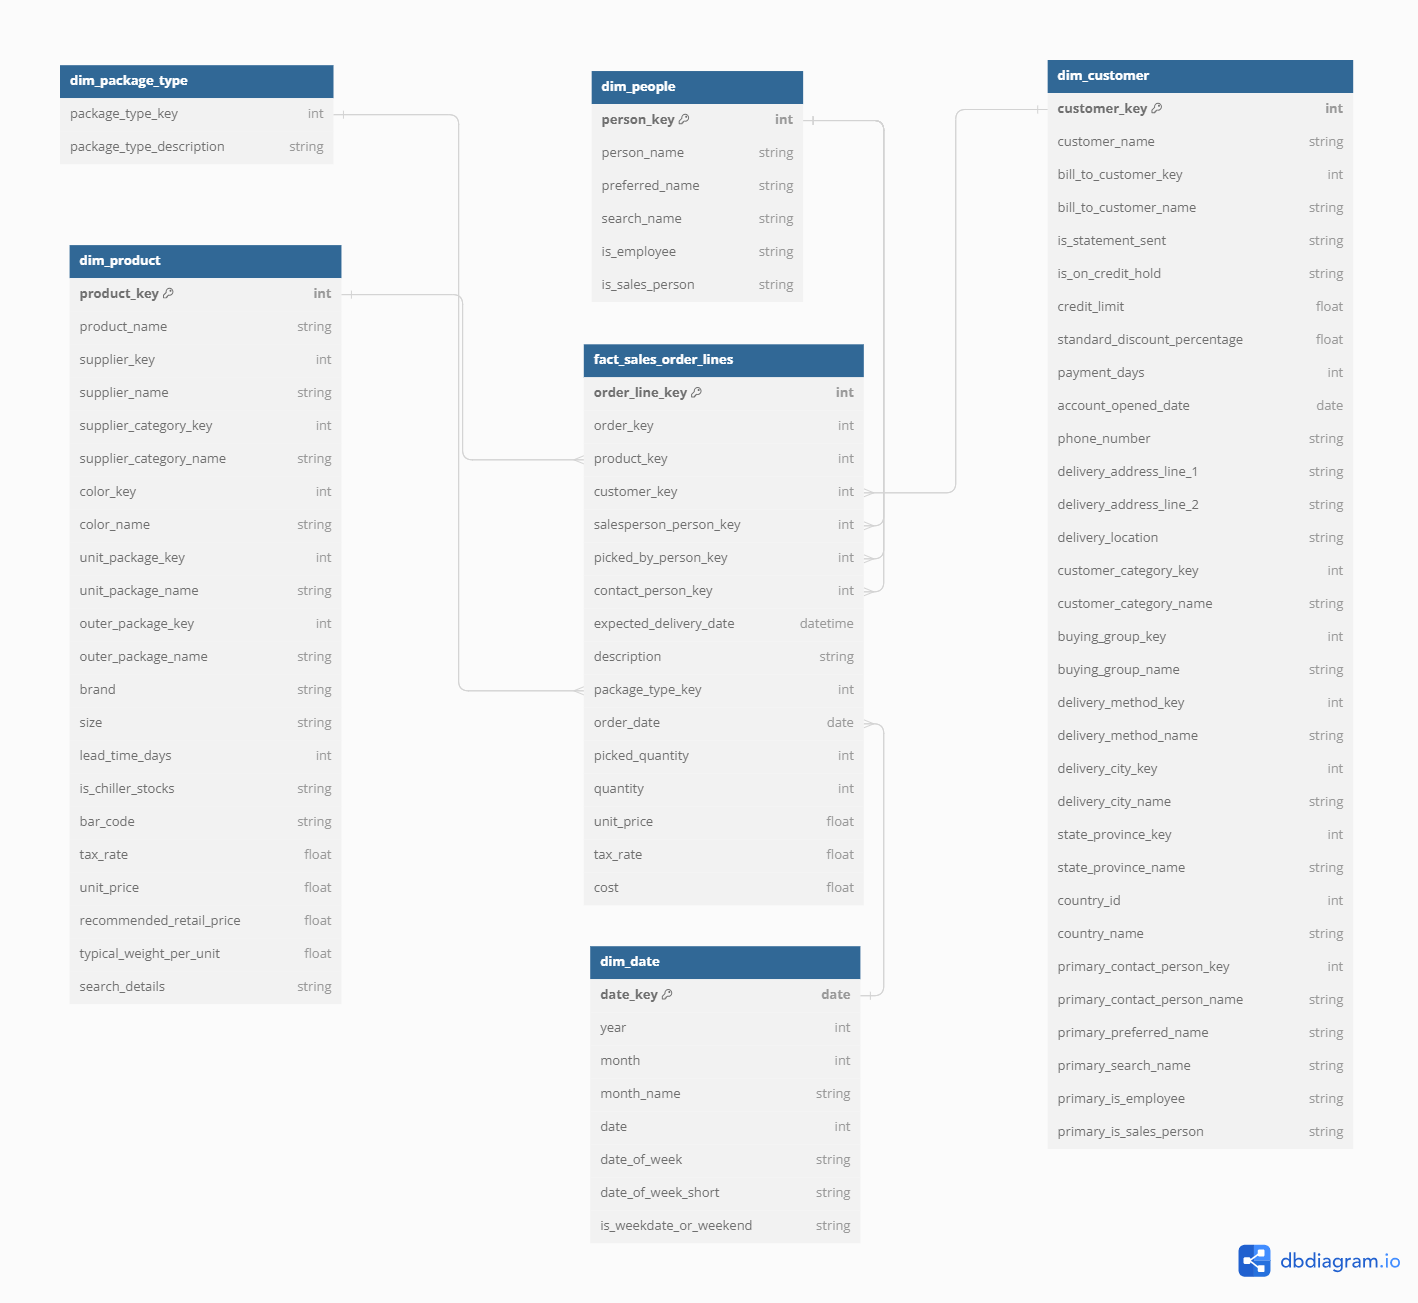 dim_package_type
package_type_key int
package_type_description string
dim_product
product_key int
product_name string
supplier_key int
supplier_name string
supplier_category_key int
supplier_category_name string
color_key int
color_name string
unit_package_key int
unit_package_name string
outer_package_key int
outer_package_name string
brand string
size string
lead_time_days int
is_chiller_stocks string
bar_code string
tax_rate float
unit_price float
recommended_retail_price float
typical_weight_per_unit float
search_details string
dim_people
person_key int
person_name string
preferred_name string
search_name string
is_employee string
is_sales_person string
fact_sales_order_lines
order_line_key int
order_key int
product_key int
customer_key int
salesperson_person_key int
picked_by_person_key int
contact_person_key int
expected_delivery_date datetime
description string
package_type_key int
order_date date
picked_quantity int
quantity int
unit_price float
tax_rate float
cost float
dim_date
date_key date
year int
month int
month_name string
date int
date_of_week string
date_of_week_short string
is_weekdate_or_weekend string
dim_customer
customer_key int
customer_name string
bill_to_customer_key int
bill_to_customer_name string
is_statement_sent string
is_on_credit_hold string
credit_limit float
standard_discount_percentage float
payment_days int
account_opened_date date
phone_number string
delivery_address_line_1 string
delivery_address_line_2 string
delivery_location string
customer_category_key int
customer_category_name string
buying_group_key int
buying_group_name string
delivery_method_key int
delivery_method_name string
delivery_city_key int
delivery_city_name string
state_province_key int
state_province_name string
country_id int
country_name string
primary_contact_person_key int
primary_contact_person_name string
primary_preferred_name string
primary_search_name string
primary_is_employee string
primary_is_sales_person string
dbdiagram.io